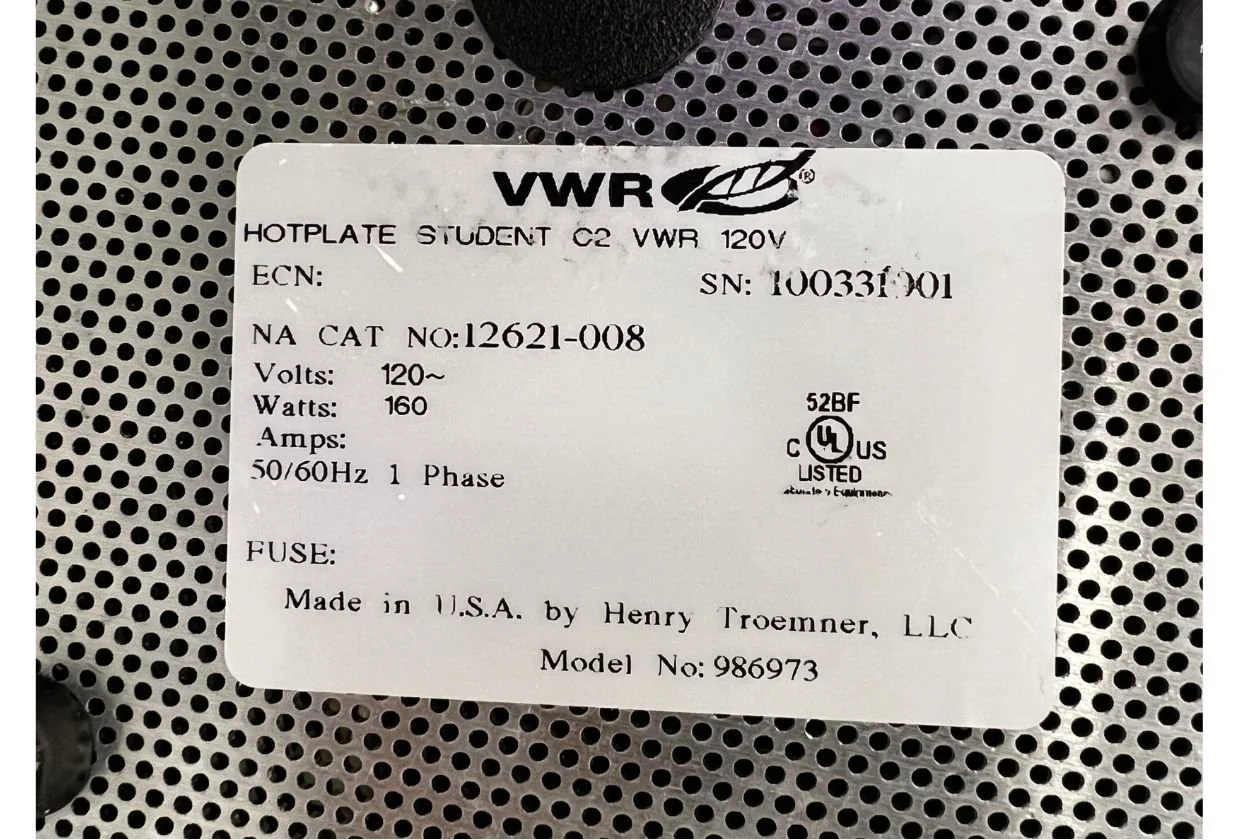 VWR®
HOTPLATE STUDENT C2 VWR 120V
ECN:
SN:
NA CAT NO:12621-008
Volts: 120~
Watts: 160
Amps:
50/60Hz 1 Phase
52BF
C UL US
LISTED
FUSE:
Made in U.S.A. by Henry Troemner, LLC
Model No: 986973